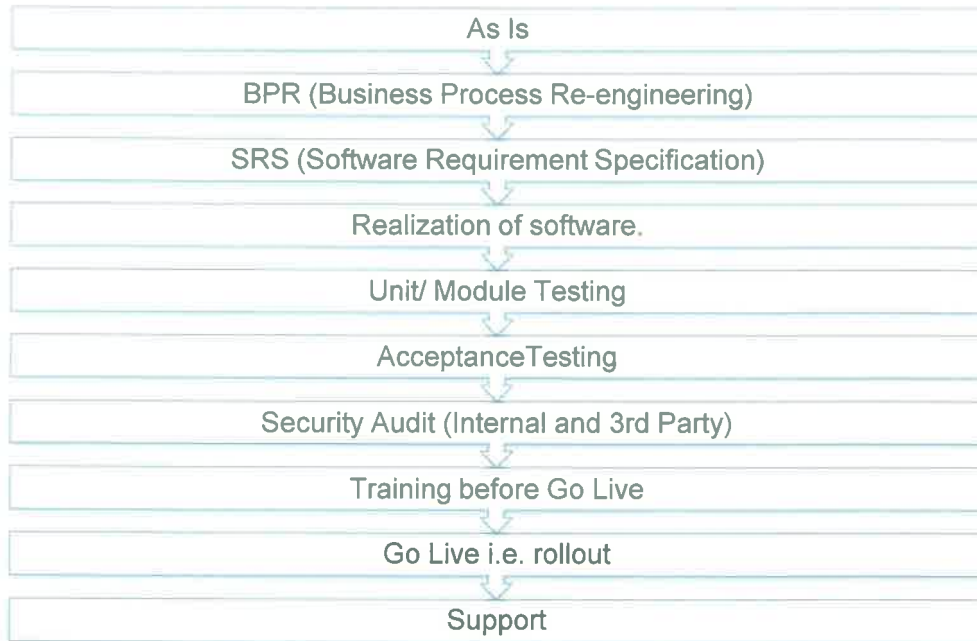 As Is
BPR (Business Process Re-engineering)
SRS (Software Requirement Specification)
Realization of software.
Unit/ Module Testing
AcceptanceTesting
Security Audit (Internal and 3rd Party)
Training before Go Live
Go Live i.e. rollout
Support